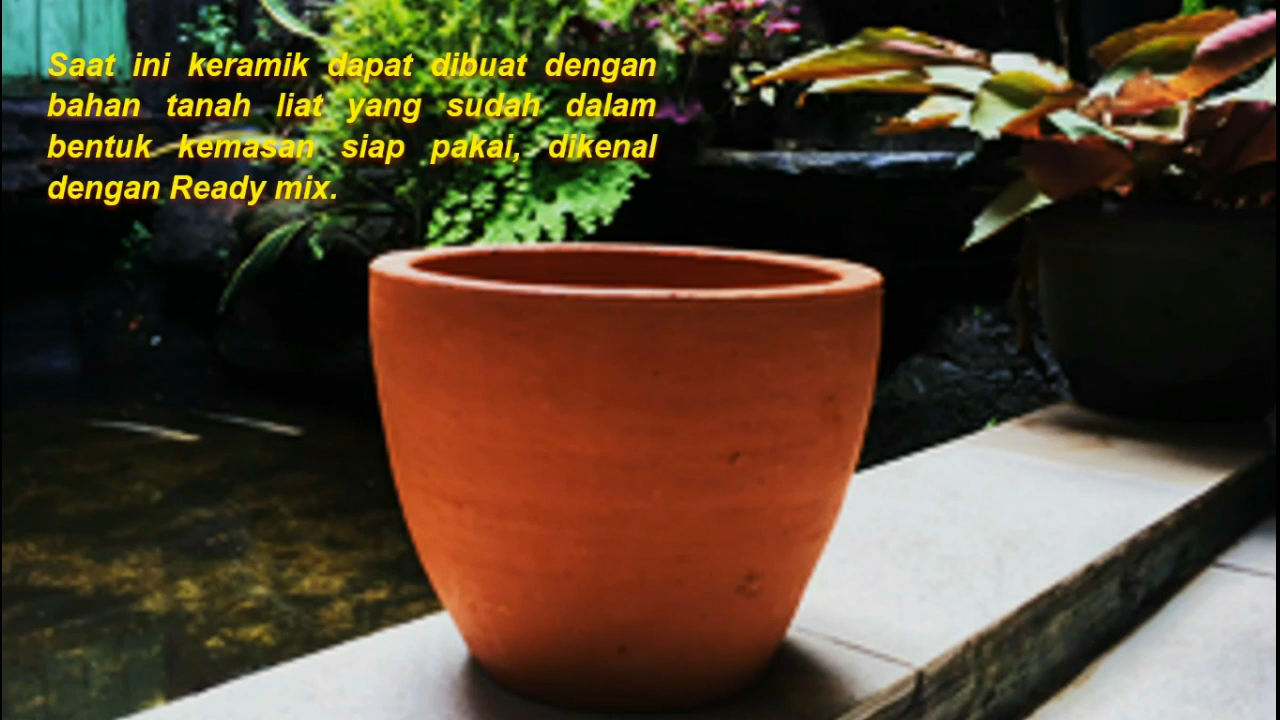 Saat ini keramik dapat dibuat dengan
bahan tanah liat yang sudah dalam
bentuk kemasan siap pakai, dikenal
dengan Ready mix.